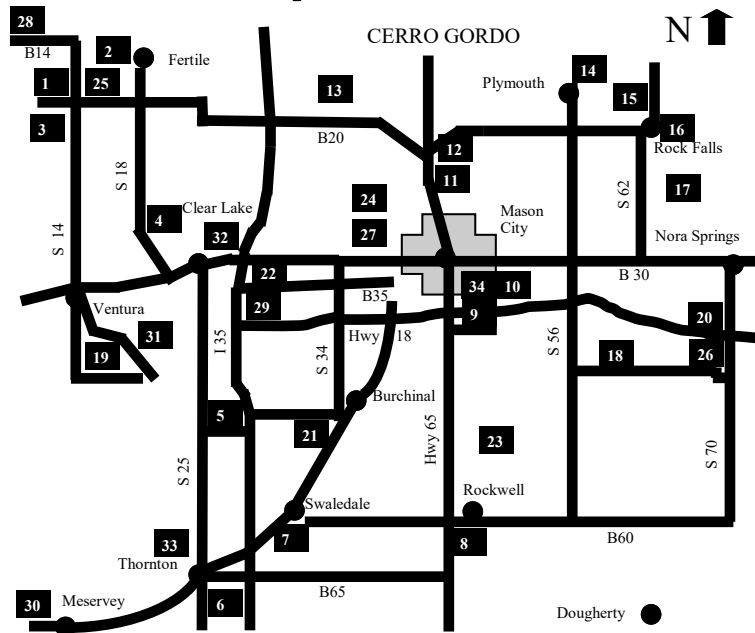 28
B14
2
Fertile
CERRO GORDO
N
1
25
13
Plymouth
14
15
3
B20
12
16
Rock Falls
S 18
11
S 62
17
24
Clear Lake
4
32
27
Mason
City
Nora Springs
S 14
22
B35
34
10
B 30
Ventura
29
9
20
31
I 35
Hwy 18
S 56
19
S 34
18
26
Burchinal
5
21
Hwy 65
23
S 70
S 25
Rockwell
Swaledale
33
7
8
B60
Thornton
B65
30
Meservey
6
Dougherty